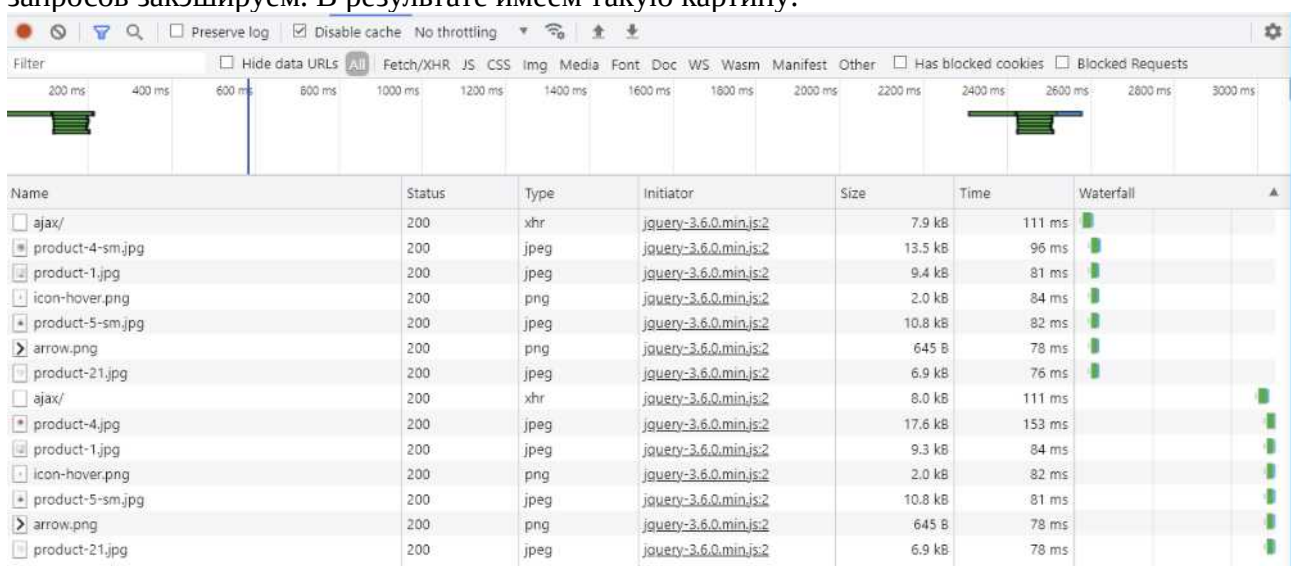 запросов закэшируем. В результате имеем такую картину:
Preserve log Disable cache No throttling
Filter Hide data URLs All Fetch/XHR JS CSS Img Media Font Doc WS Wasm Manifest Other Has blocked cookies Blocked Requests
200 ms 400 ms 600 ms 800 ms 1000 ms 1200 ms 1400 ms 1600 ms 1800 ms 2000 ms 2200 ms 2400 ms 2600 ms 2800 ms 3000 ms
Name Status Type Initiator Size Time Waterfall
ajax/ 200 xhr jquery-3.6.0.min.js:2 7.9 kB 111 ms
product-4-sm.jpg 200 jpeg jquery-3.6.0.min.js:2 13.5 kB 96 ms
product-1.jpg 200 jpeg jquery-3.6.0.min.js:2 9.4 kB 81 ms
icon-hover.png 200 png jquery-3.6.0.min.js:2 2.0 kB 84 ms
product-5-sm.jpg 200 jpeg jquery-3.6.0.min.js:2 10.8 kB 82 ms
arrow.png 200 png jquery-3.6.0.min.js:2 645 B 78 ms
product-21.jpg 200 jpeg jquery-3.6.0.min.js:2 6.9 kB 76 ms
ajax/ 200 xhr jquery-3.6.0.min.js:2 8.0 kB 111 ms
product-4.jpg 200 jpeg jquery-3.6.0.min.js:2 17.6 kB 153 ms
product-1.jpg 200 jpeg jquery-3.6.0.min.js:2 9.3 kB 84 ms
icon-hover.png 200 png jquery-3.6.0.min.js:2 2.0 kB 82 ms
product-5-sm.jpg 200 jpeg jquery-3.6.0.min.js:2 10.8 kB 81 ms
arrow.png 200 png jquery-3.6.0.min.js:2 645 B 78 ms
product-21.jpg 200 jpeg jquery-3.6.0.min.js:2 6.9 kB 78 ms